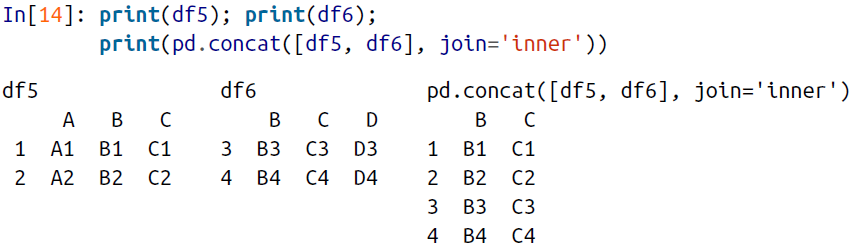 In[14]: print(df5); print(df6);
print(pd.concat([df5, df6], join='inner'))
df5 df6 pd.concat([df5, df6], join='inner')
A B C B C D B C
1 A1 B1 C1 3 B3 C3 D3 1 B1 C1
2 A2 B2 C2 4 B4 C4 D4 2 B2 C2
3 B3 C3
4 B4 C4